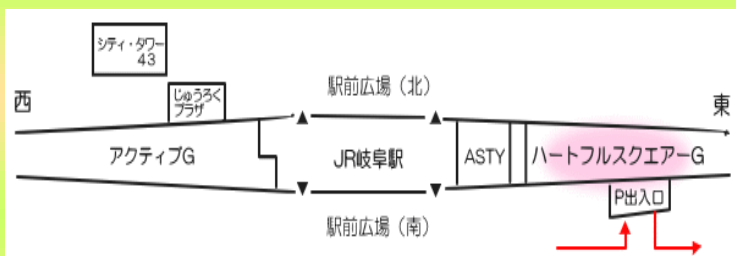 シティ・タワー
43
じゅうろく
プラザ
駅前広場（北）
西
東
アクティブG
JR岐阜駅
ASTY
ハートフルスクエアーG
P出入口
駅前広場（南）